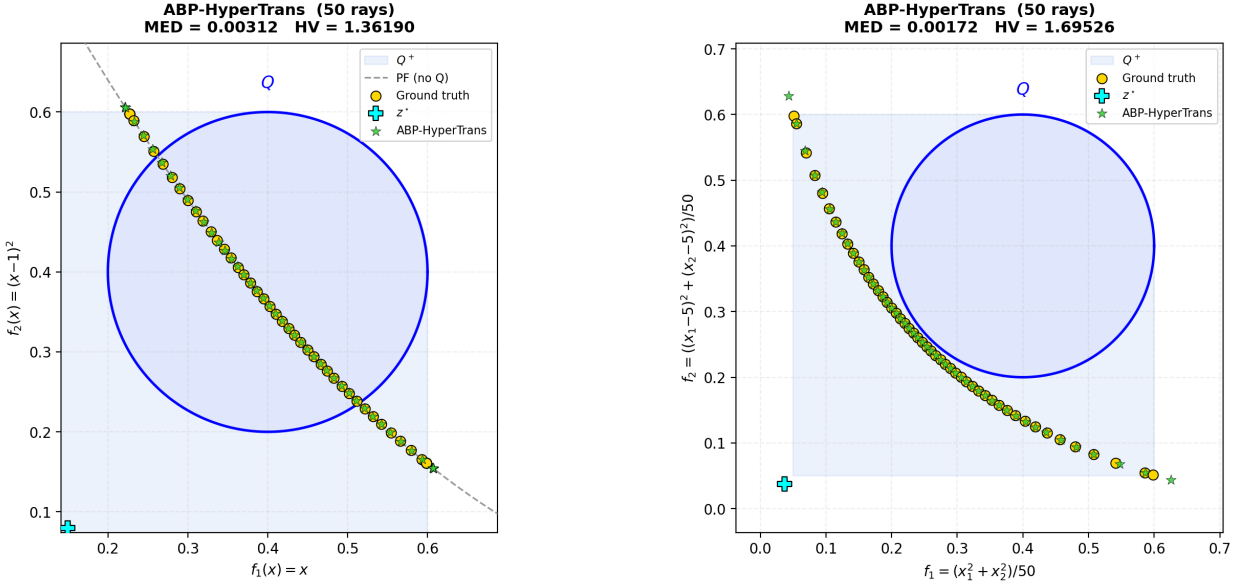 ABP-HyperTrans (50 rays)
MED = 0.00312 HV = 1.36190
Q⁺
PF (no Q)
Ground truth
z*
ABP-HyperTrans
Q
0.6
0.5
0.4
0.3
0.2
0.1
f₂(x) = (x−1)²
0.2 0.3 0.4 0.5 0.6
f₁(x) = x
ABP-HyperTrans (50 rays)
MED = 0.00172 HV = 1.69526
Q⁺
Ground truth
z*
ABP-HyperTrans
Q
0.7
0.6
0.5
0.4
0.3
0.2
0.1
0.0
f₂ = ((x₁−5)² + (x₂−5)²)/50
0.0 0.1 0.2 0.3 0.4 0.5 0.6 0.7
f₁ = (x₁² + x₂²)/50